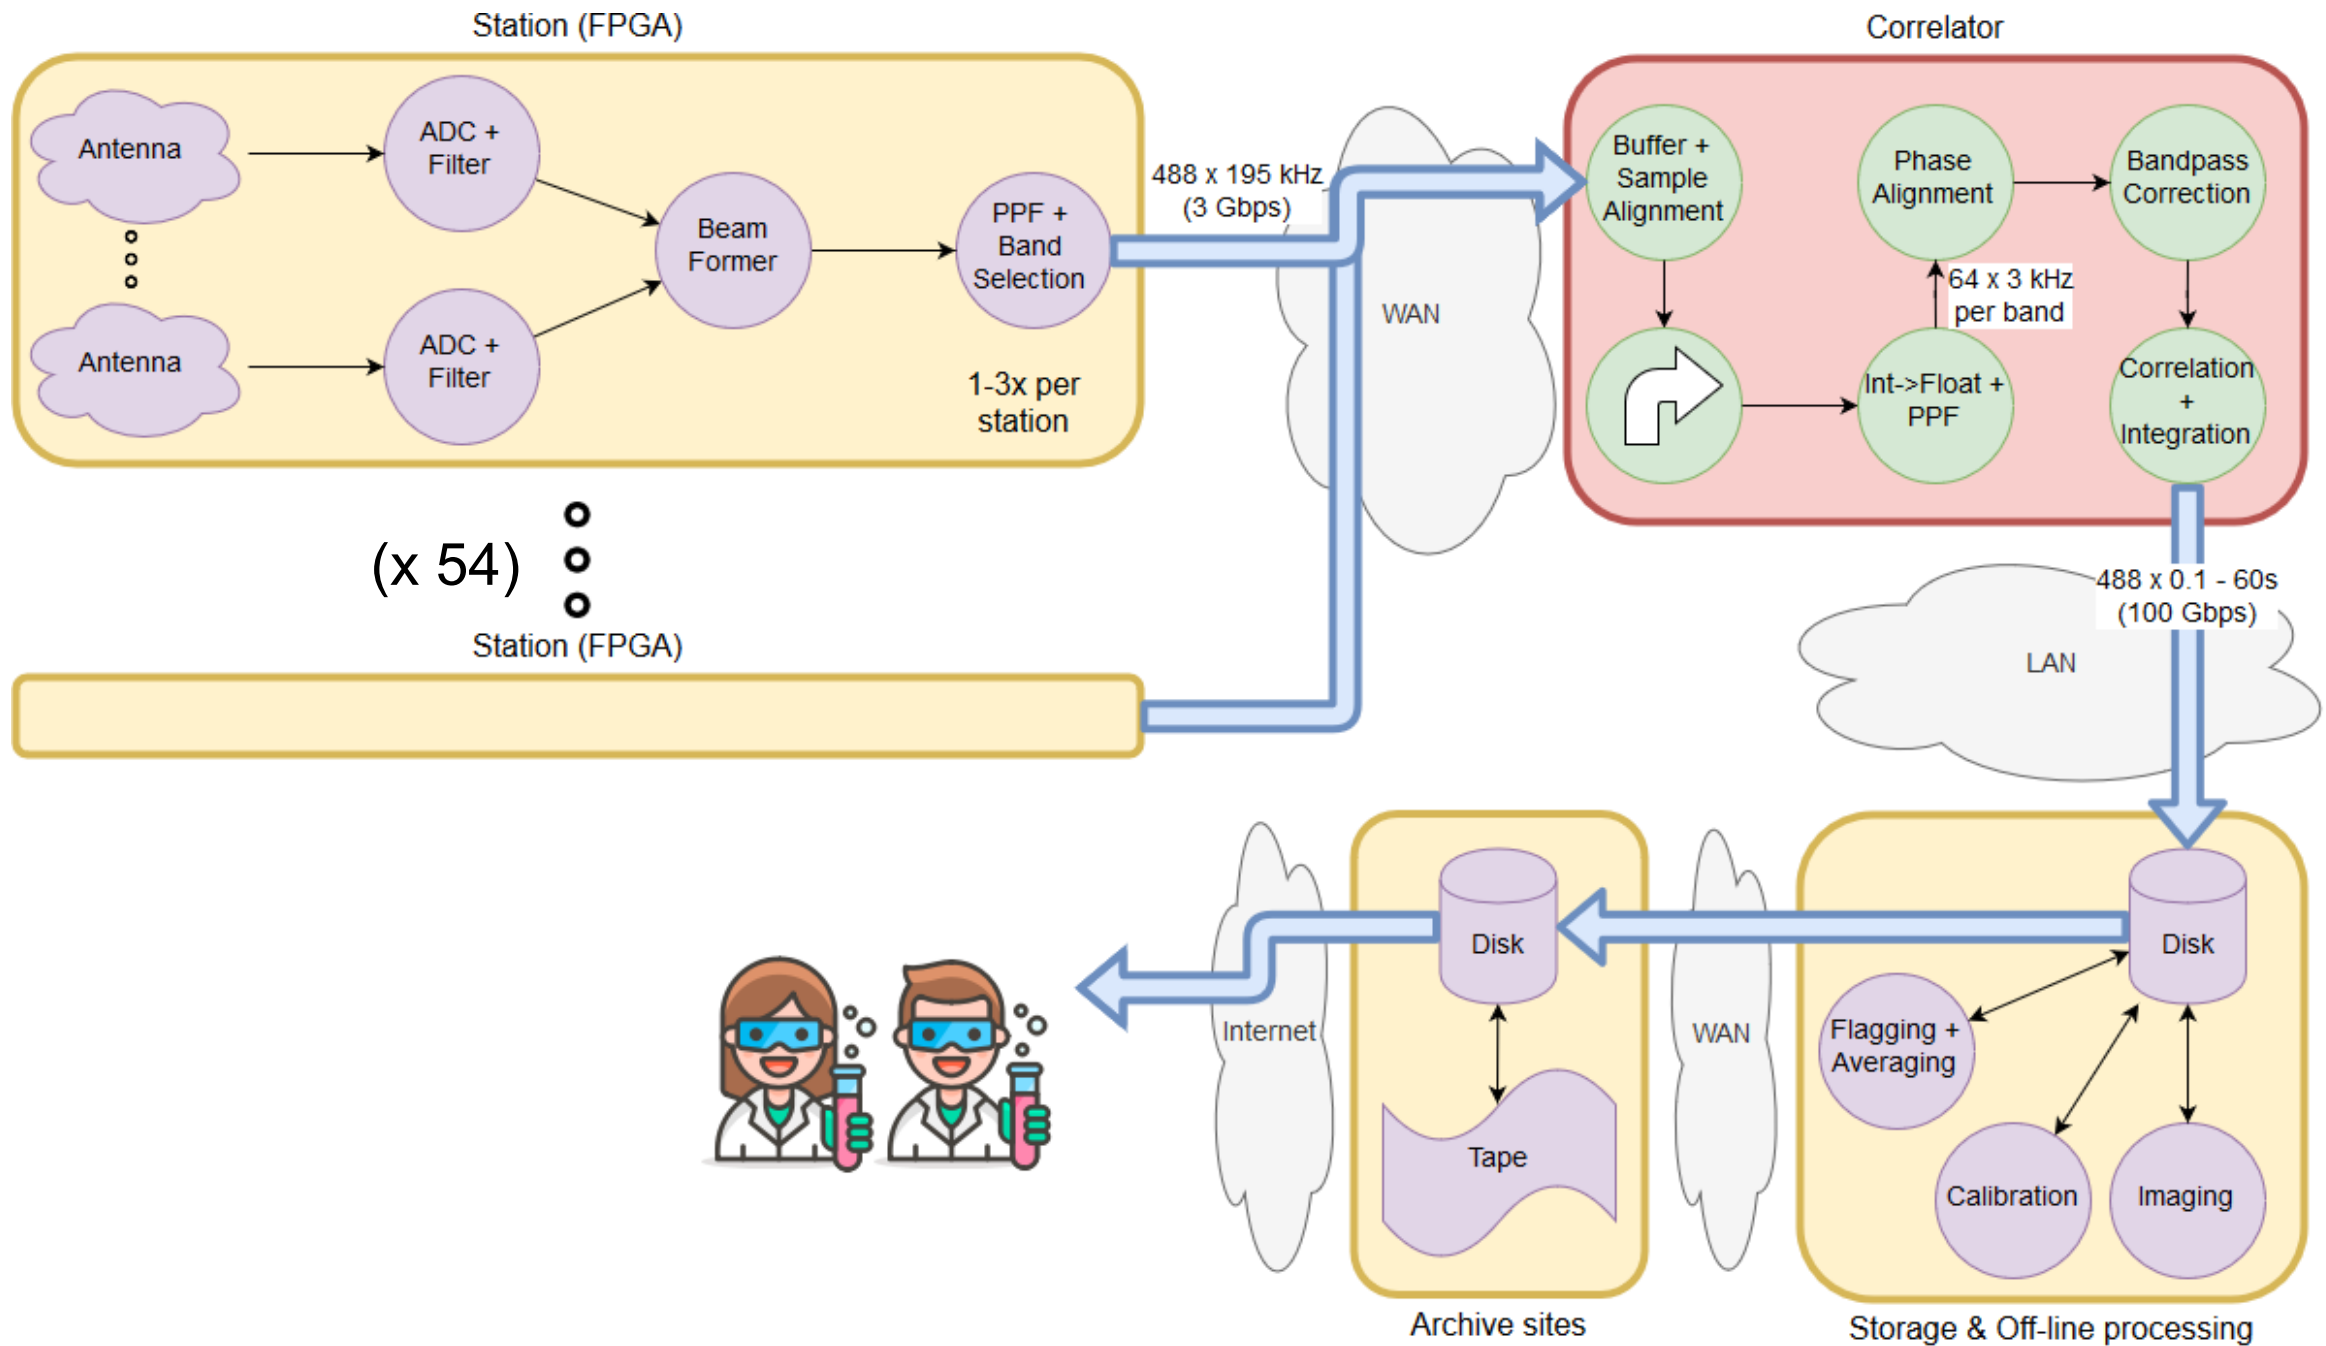 Station (FPGA)
Antenna
ADC +
Filter
Antenna
ADC +
Filter
Beam
Former
PPF +
Band
Selection
1-3x per
station
488 x 195 kHz
(3 Gbps)
WAN
Correlator
Buffer +
Sample
Alignment
Phase
Alignment
Bandpass
Correction
64 x 3 kHz
per band
Int->Float +
PPF
Correlation
+
Integration
(x 54)
Station (FPGA)
488 x 0.1 - 60s
(100 Gbps)
LAN
Disk
Flagging +
Averaging
Calibration
Imaging
Storage & Off-line processing
WAN
Disk
Tape
Archive sites
Internet